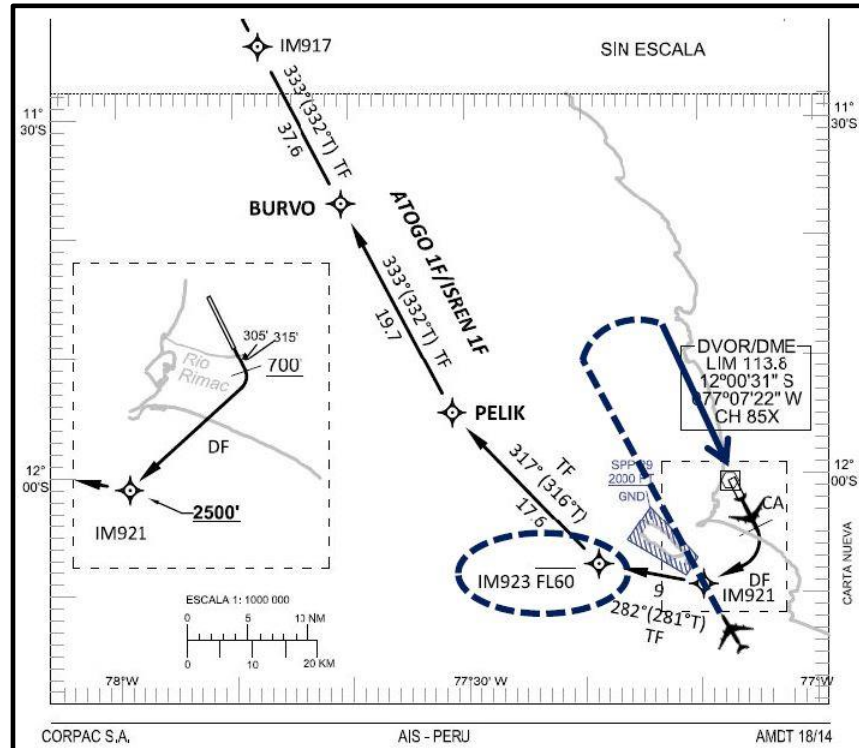 IM917
SIN ESCALA
11°
30'S
11°
30'S
333°(332°T) TF
37.6
BURVO
ATOGO 1F/ISREN 1F
333°(332°T) TF
19.7
305' 315'
700'
Rio
Rimac
DF
IM921
2500'
DVOR/DME
LIM 113.8
12°00'31" S
077°07'22" W
CH 85X
PELIK
TF
317° (316°T)
17.6
2000 FT
GND
12°
00'S
12°
00'S
CA
DF
IM921
IM923 FL60
9
282°(281°T)
TF
CARTA NUEVA
ESCALA 1: 1000 000
0 5 10 NM
0 10 20 KM
78°W
77°30' W
77°W
CORPAC S.A.
AIS - PERU
AMDT 18/14